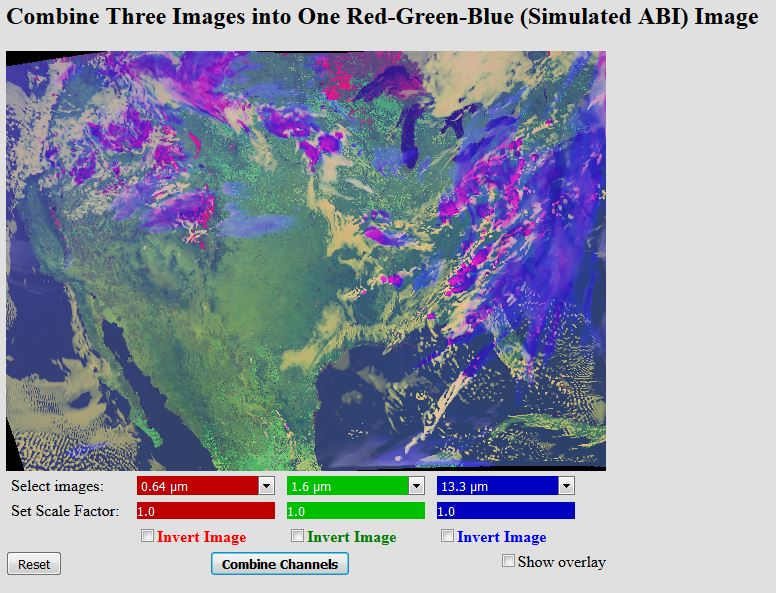 Combine Three Images into One Red-Green-Blue (Simulated ABI) Image
Select images: 0.64 µm 1.6 µm 13.3 µm
Set Scale Factor: 1.0 1.0 1.0
Invert Image Invert Image Invert Image
Reset Combine Channels Show overlay